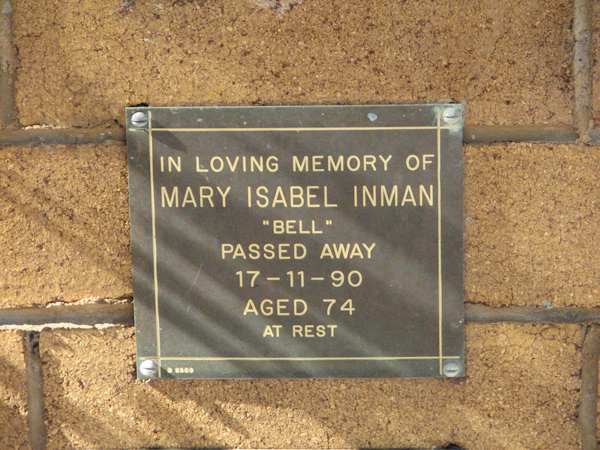 IN LOVING MEMORY OF
MARY ISABEL INMAN
"BELL"
PASSED AWAY
17-11-90
AGED 74
AT REST